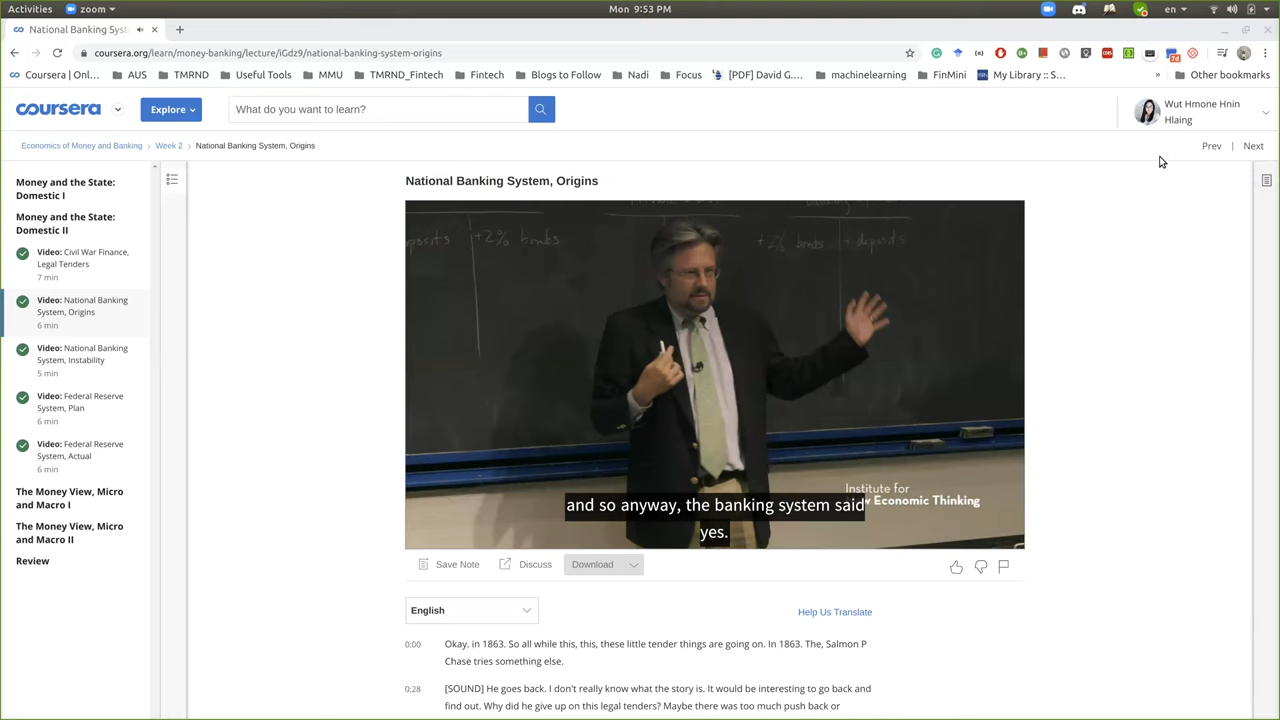 Activities
zoom
Mon 9:53 PM
en
National Banking Syst
coursera.org/learn/money-banking/lecture/iGdz9/national-banking-system-origins
7d
Coursera | Onl…
AUS
TMRND
Useful Tools
MMU
TMRND_Fintech
Fintech
Blogs to Follow
Nadi
Focus
[PDF] David G.…
machinelearning
FinMini
My Library :: S…
»
Other bookmarks
coursera
Explore
What do you want to learn?
Wut Hmone Hnin
Hlaing
Economics of Money and Banking > Week 2 > National Banking System, Origins
Prev | Next
Money and the State:
Domestic I
Money and the State:
Domestic II
Video: Civil War Finance,
Legal Tenders
7 min
Video: National Banking
System, Origins
6 min
Video: National Banking
System, Instability
5 min
Video: Federal Reserve
System, Plan
6 min
Video: Federal Reserve
System, Actual
6 min
The Money View, Micro
and Macro I
The Money View, Micro
and Macro II
Review
National Banking System, Origins
+2% bonds
+2% bonds
+deposits
Institute for
w Economic Thinking
and so anyway, the banking system said
yes.
Save Note
Discuss
Download
English
Help Us Translate
0:00 Okay. in 1863. So all while this, this, these little tender things are going on. In 1863. The, Salmon P
Chase tries something else.
0:28 [SOUND] He goes back. I don't really know what the story is. It would be interesting to go back and
find out. Why did he give up on this legal tenders? Maybe there was too much push back or